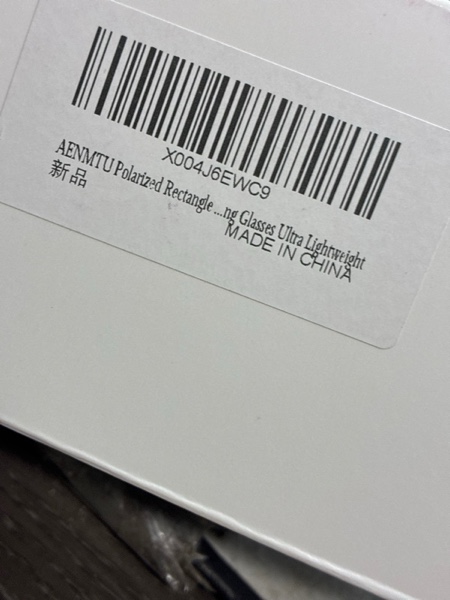 X004J6EWC9
AENMTU Polarized Rectangle ...ng Glasses Ultra Lightweight
新品
MADE IN CHINA